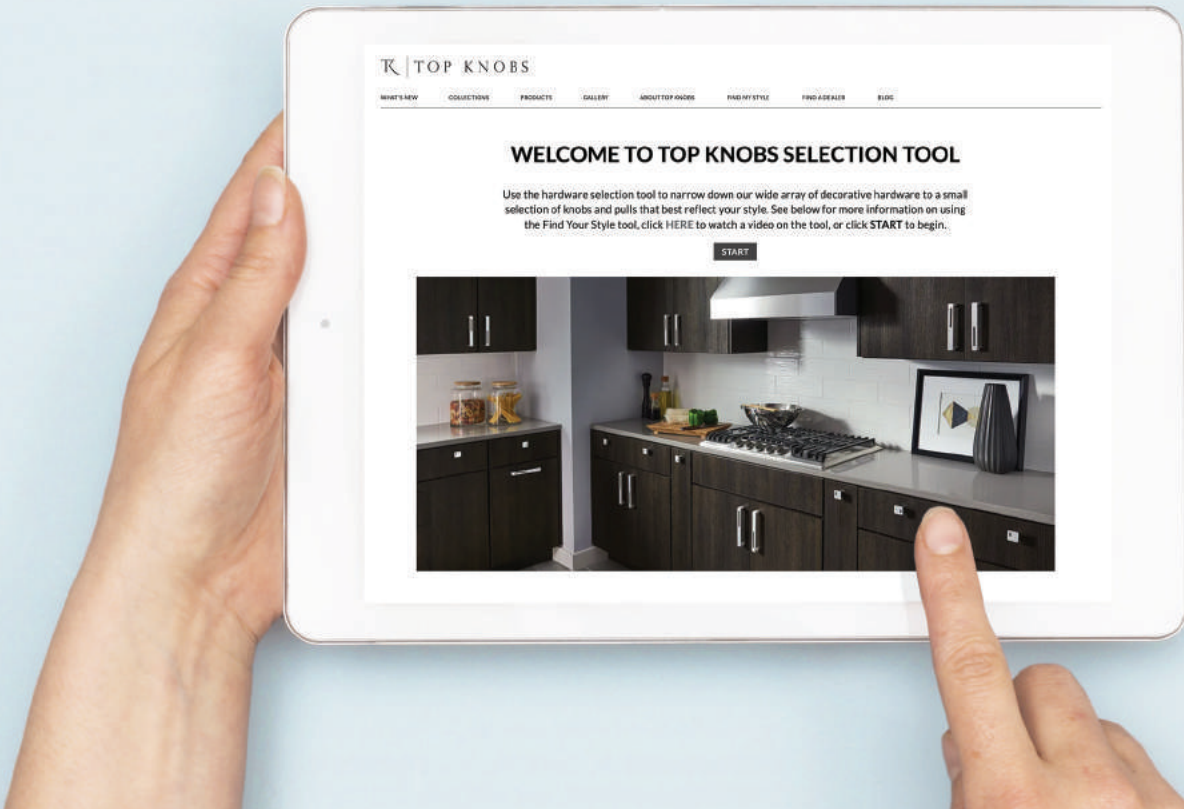 TK | TOP KNOBS
WHAT'S NEW COLLECTIONS PRODUCTS GALLERY ABOUT TOP KNOBS FIND MY STYLE FIND A DEALER BLOG
WELCOME TO TOP KNOBS SELECTION TOOL
Use the hardware selection tool to narrow down our wide array of decorative hardware to a small
selection of knobs and pulls that best reflect your style. See below for more information on using
the Find Your Style tool, click HERE to watch a video on the tool, or click START to begin.
START